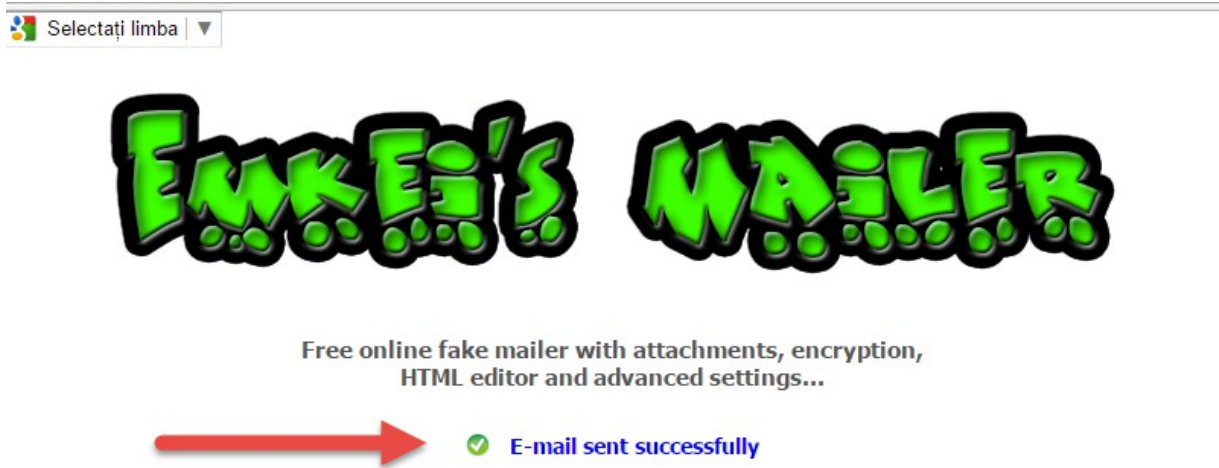 Selectați limba
EMKEi'S MAiLER
Free online fake mailer with attachments, encryption,
HTML editor and advanced settings...
E-mail sent successfully